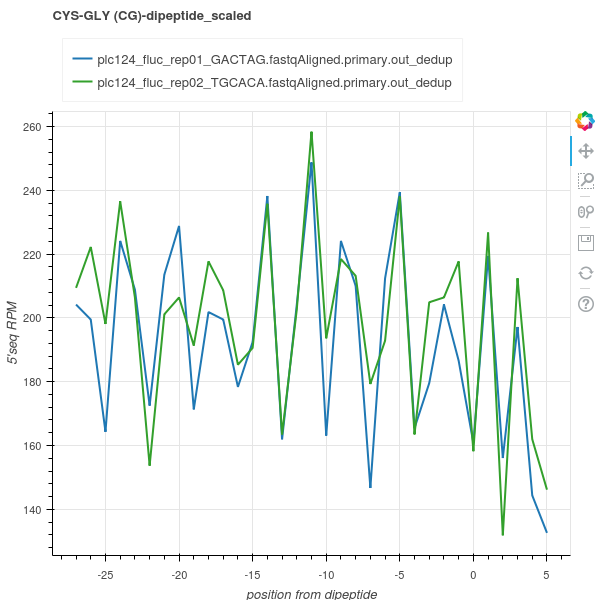 CYS-GLY (CG)-dipeptide_scaled
plc124_fluc_rep01_GACTAG.fastqAligned.primary.out_dedup
plc124_fluc_rep02_TGCACA.fastqAligned.primary.out_dedup
260
240
220
200
180
160
140
5'seq RPM
-25 -20 -15 -10 -5 0 5
position from dipeptide